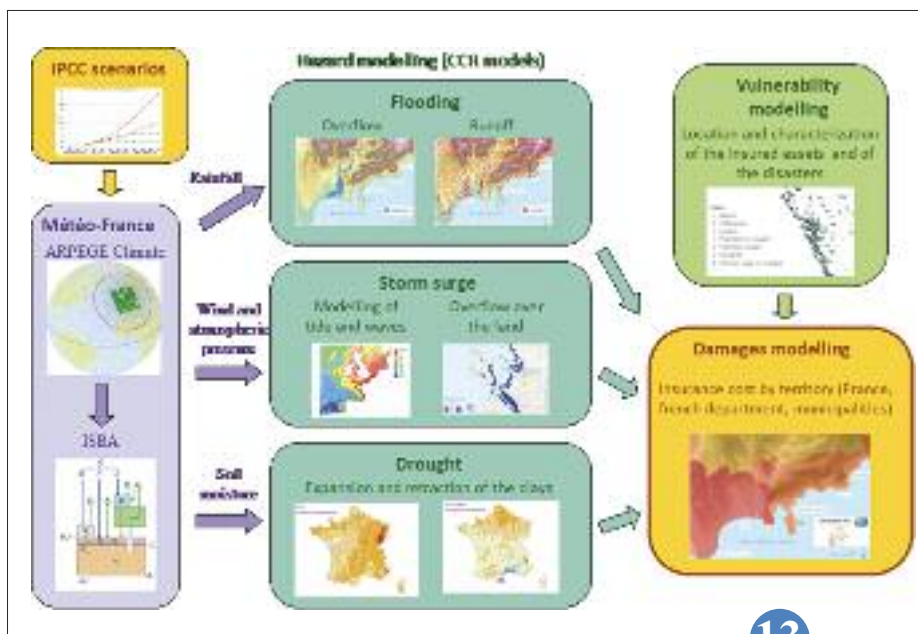 IPCC scenarios
Hazard modelling (CCR models)
Flooding
Overflow
Runoff
Rainfall
Météo-France
ARPEGE Climate
ISBA
Wind and
atmospheric
pressure
Storm surge
Modelling of
tide and waves
Overflow over
the land
Soil
moisture
Drought
Expansion and retraction of the clays
Vulnerability
modelling
Location and characterization
of the insured assets and of
the disasters
Damages modelling
Insurance cost by territory (France,
French department, municipalities)
13